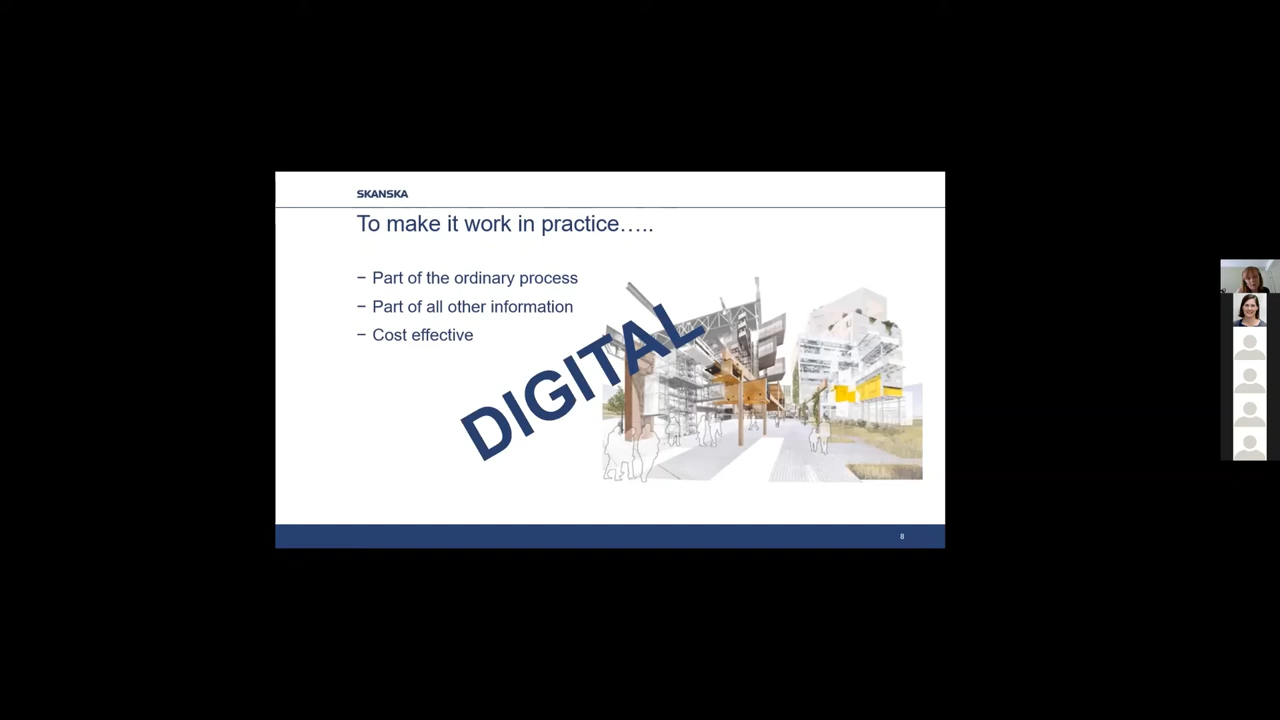 SKANSKA
To make it work in practice…..
− Part of the ordinary process
− Part of all other information
− Cost effective
DIGITAL
8